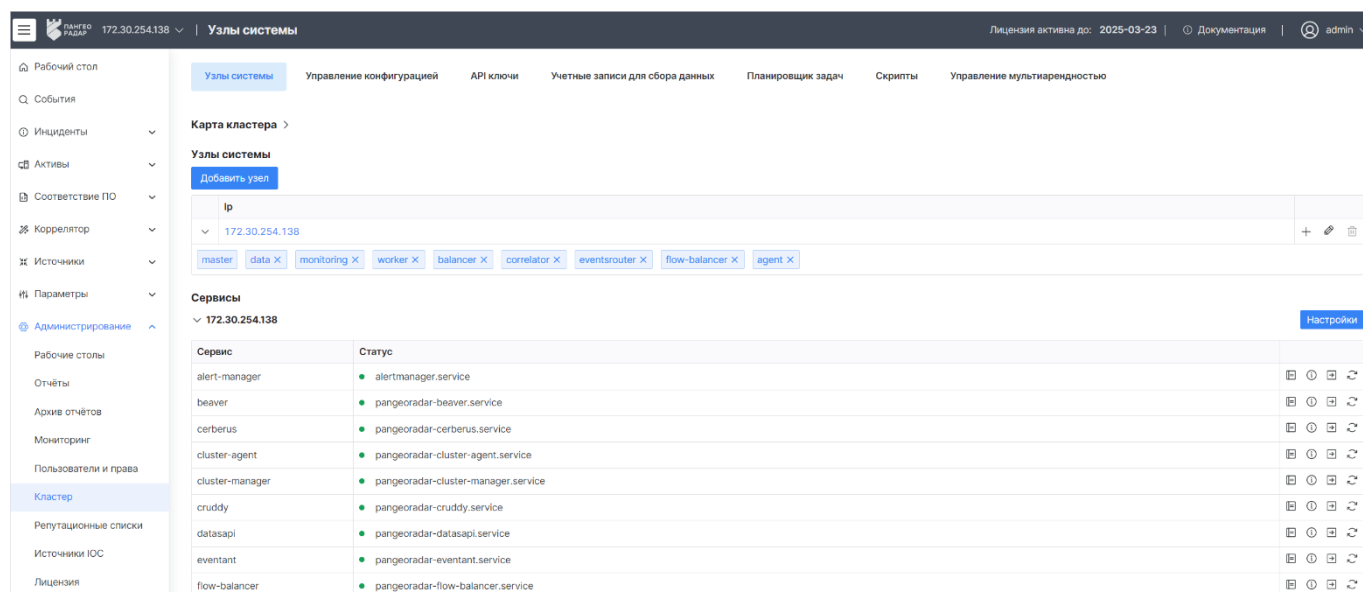 ПАНГЕО РАДАР 172.30.254.138 | Узлы системы Лицензия активна до: 2025-03-23 | Документация | admin
Рабочий стол
События
Инциденты
Активы
Соответствие ПО
Коррелятор
Источники
Параметры
Администрирование
Рабочие столы
Отчёты
Архив отчётов
Мониторинг
Пользователи и права
Кластер
Репутационные списки
Источники IOC
Лицензия
Узлы системы Управление конфигурацией API ключи Учетные записи для сбора данных Планировщик задач Скрипты Управление мультиарендностью
Карта кластера
Узлы системы
Добавить узел
Ip
172.30.254.138
master data monitoring worker balancer correlator eventsrouter flow-balancer agent
Сервисы
172.30.254.138 Настройки
Сервис Статус
alert-manager alertmanager.service
beaver pangeoradar-beaver.service
cerberus pangeoradar-cerberus.service
cluster-agent pangeoradar-cluster-agent.service
cluster-manager pangeoradar-cluster-manager.service
cruddy pangeoradar-cruddy.service
datasapi pangeoradar-datasapi.service
eventant pangeoradar-eventant.service
flow-balancer pangeoradar-flow-balancer.service